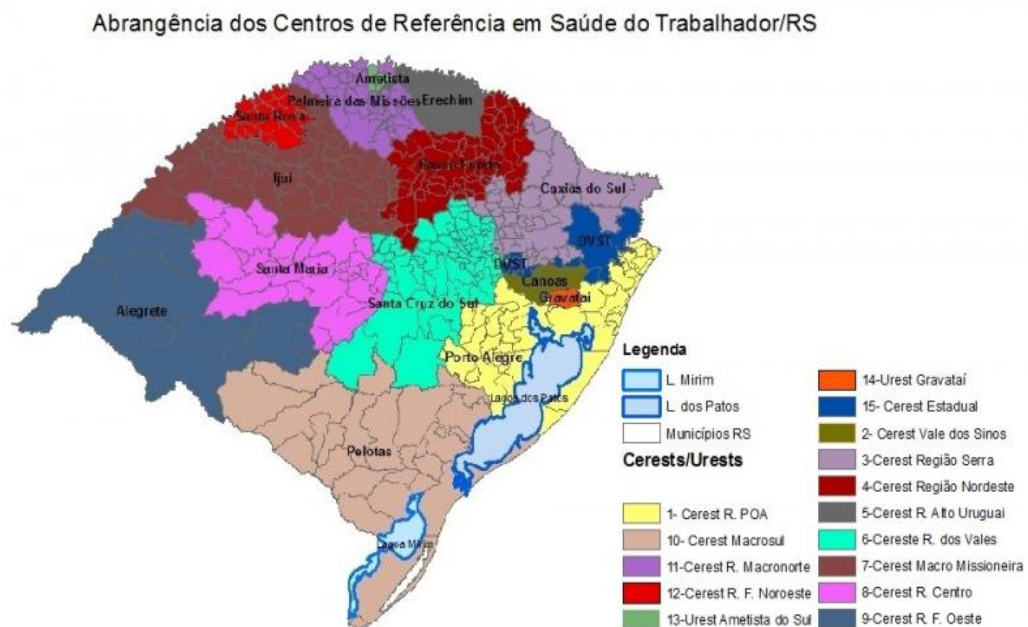 Abrangência dos Centros de Referência em Saúde do Trabalhador/RS
Ametista
Palmeira das Missões
Erechim
Santa Rosa
Passo Fundo
Ijuí
Caxias do Sul
DVST
DVST
Santa Maria
Canoas
Gravataí
Santa Cruz do Sul
Alegrete
Porto Alegre
Lagoa dos Patos
Pelotas
Lagoa Mirim
Legenda
L. Mirim
L. dos Patos
Municípios RS
Cerests/Urests
1- Cerest R. POA
10- Cerest Macrosul
11-Cerest R. Macronorte
12-Cerest R. F. Noroeste
13-Urest Ametista do Sul
14-Urest Gravataí
15- Cerest Estadual
2- Cerest Vale dos Sinos
3-Cerest Região Serra
4-Cerest Região Nordeste
5-Cerest R. Alto Uruguai
6-Cereste R. dos Vales
7-Cerest Macro Missioneira
8-Cerest R. Centro
9-Cerest R. F. Oeste